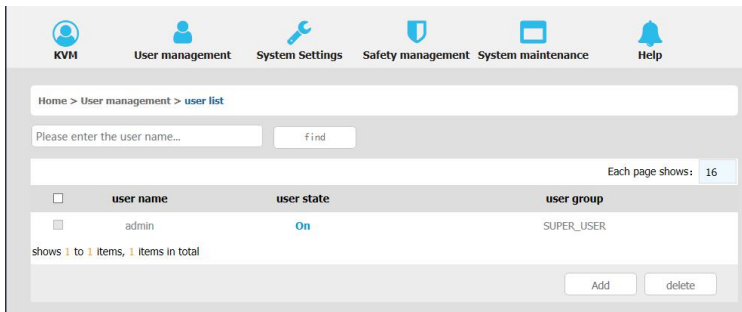 KVM User management System Settings Safety management System maintenance Help
Home > User management > user list
Please enter the user name... find
Each page shows: 16
user name user state user group
admin On SUPER_USER
shows 1 to 1 items, 1 items in total
Add delete